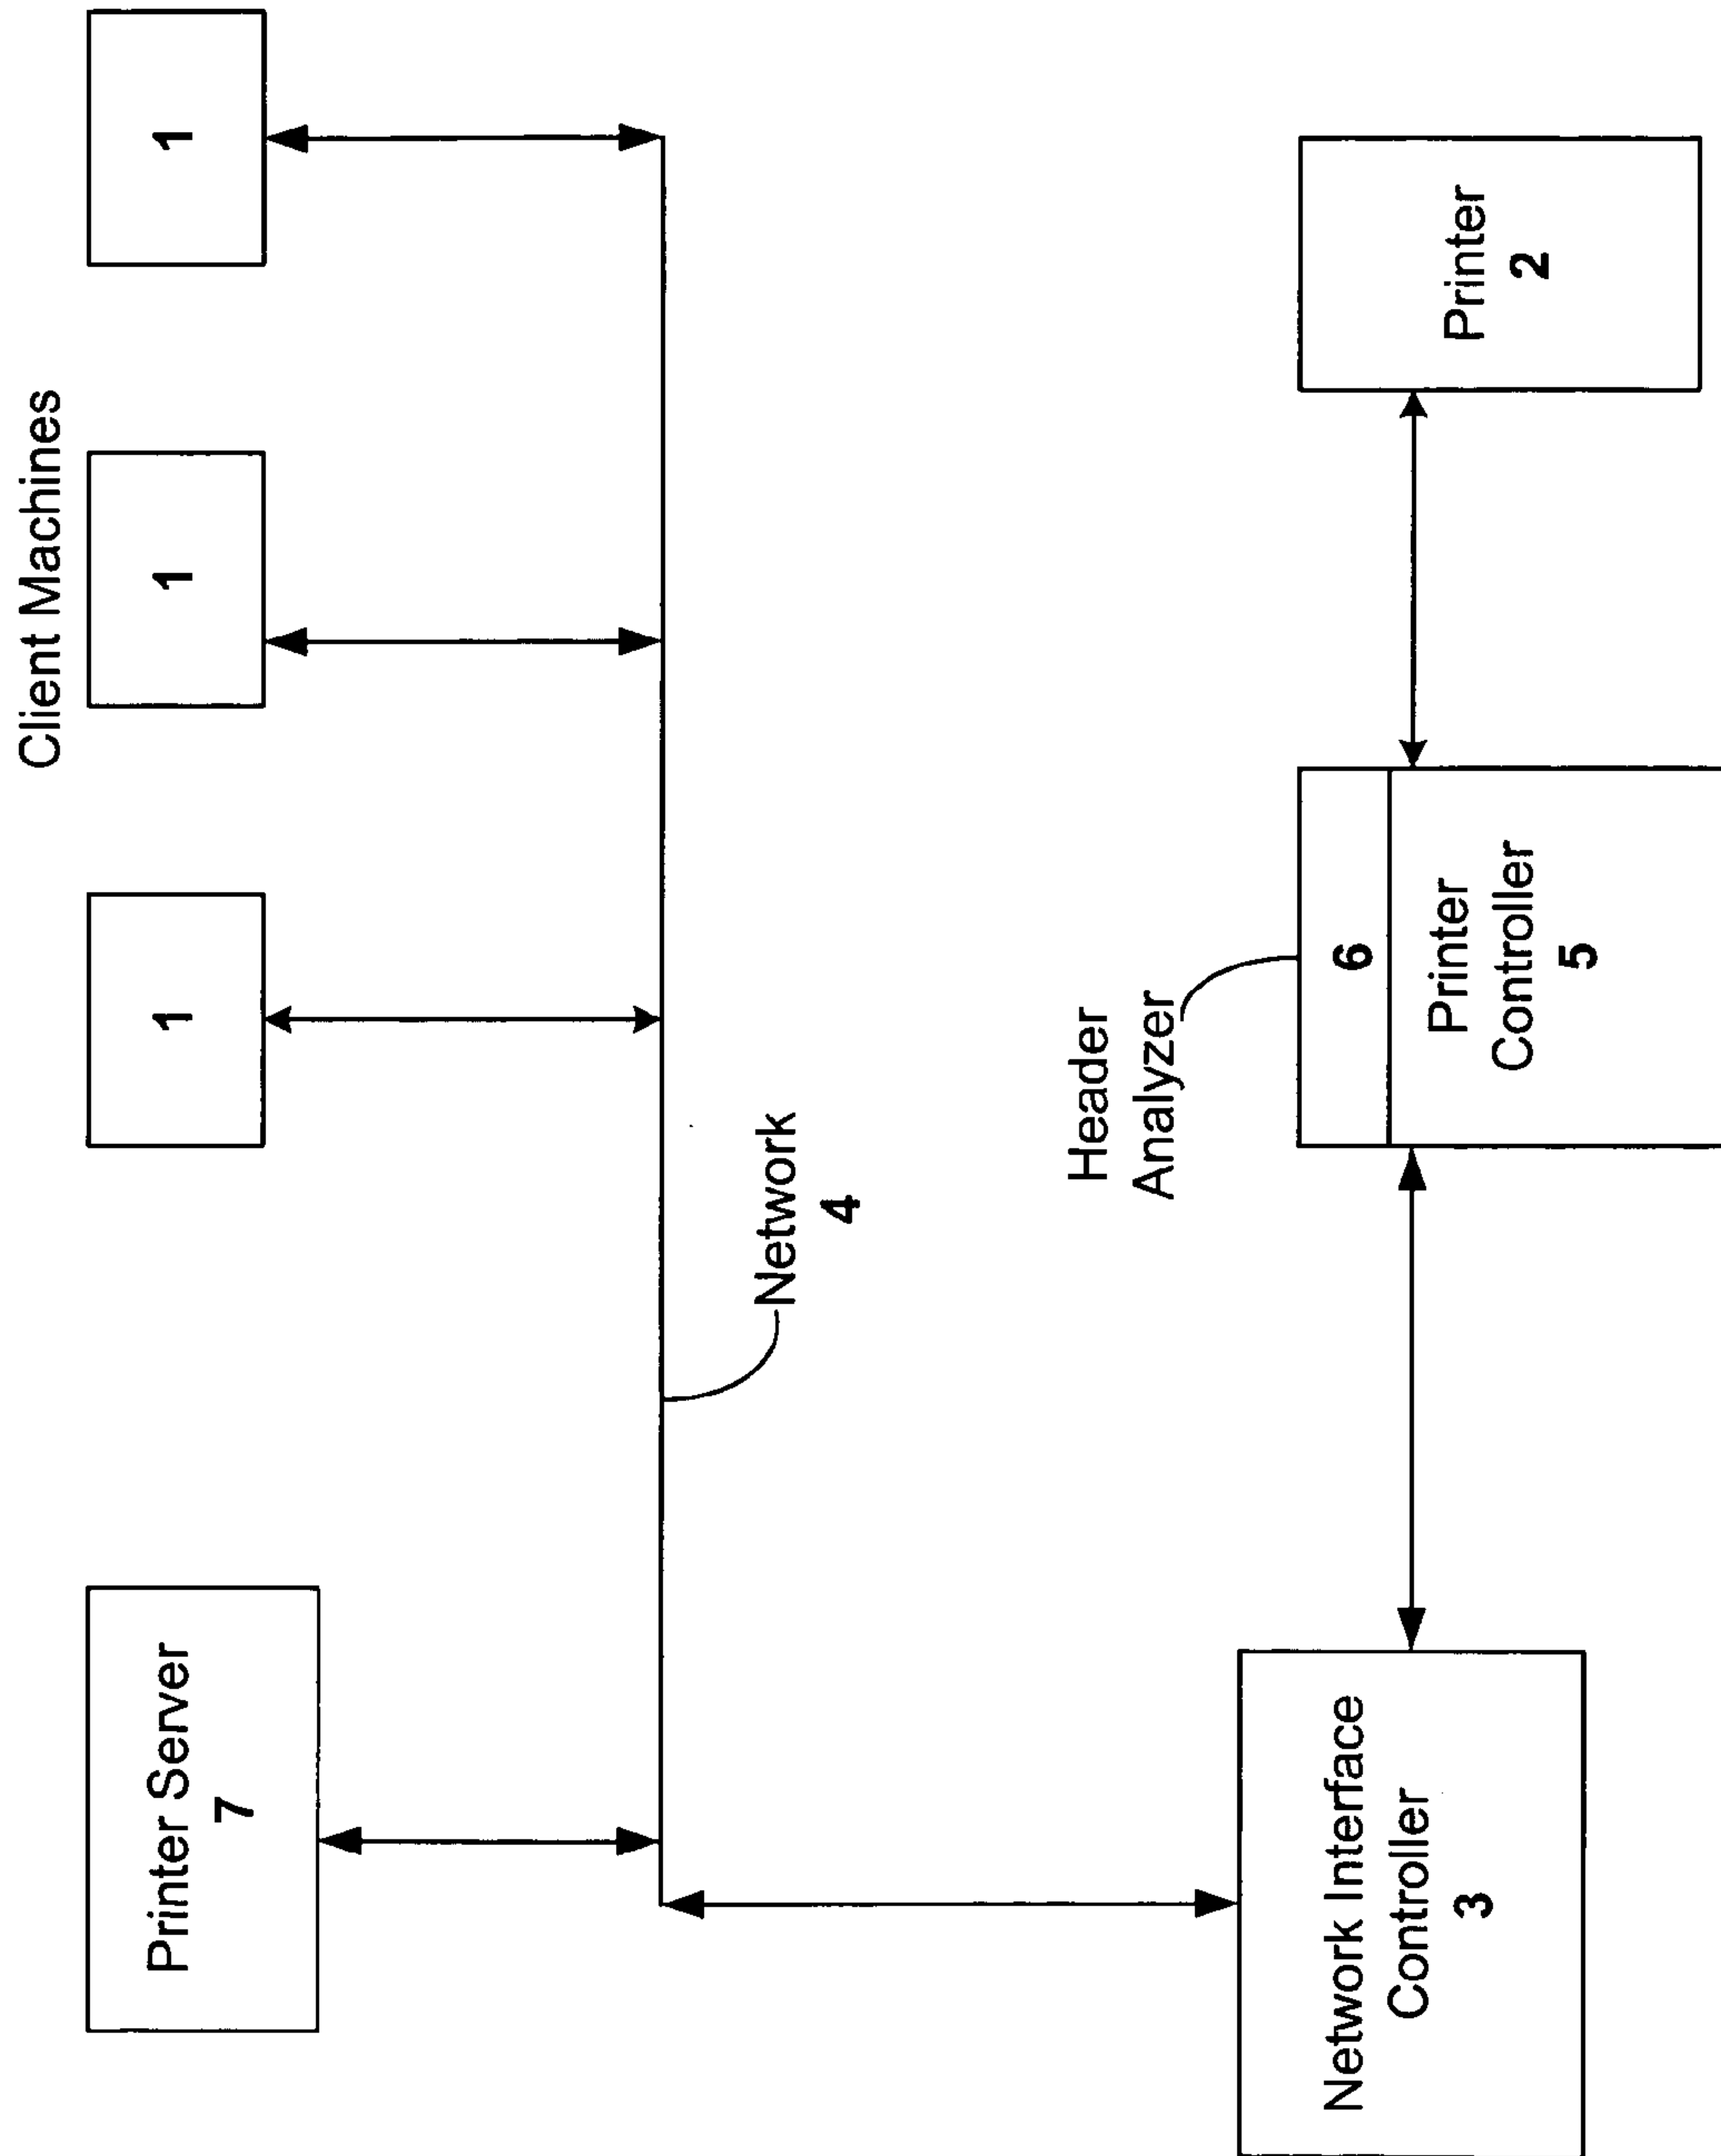 Client Machines
Printer Server
7
1
1
1
Network
4
Header
Analyzer
Network Interface
Controller
3
6
Printer
Controller
5
Printer
2